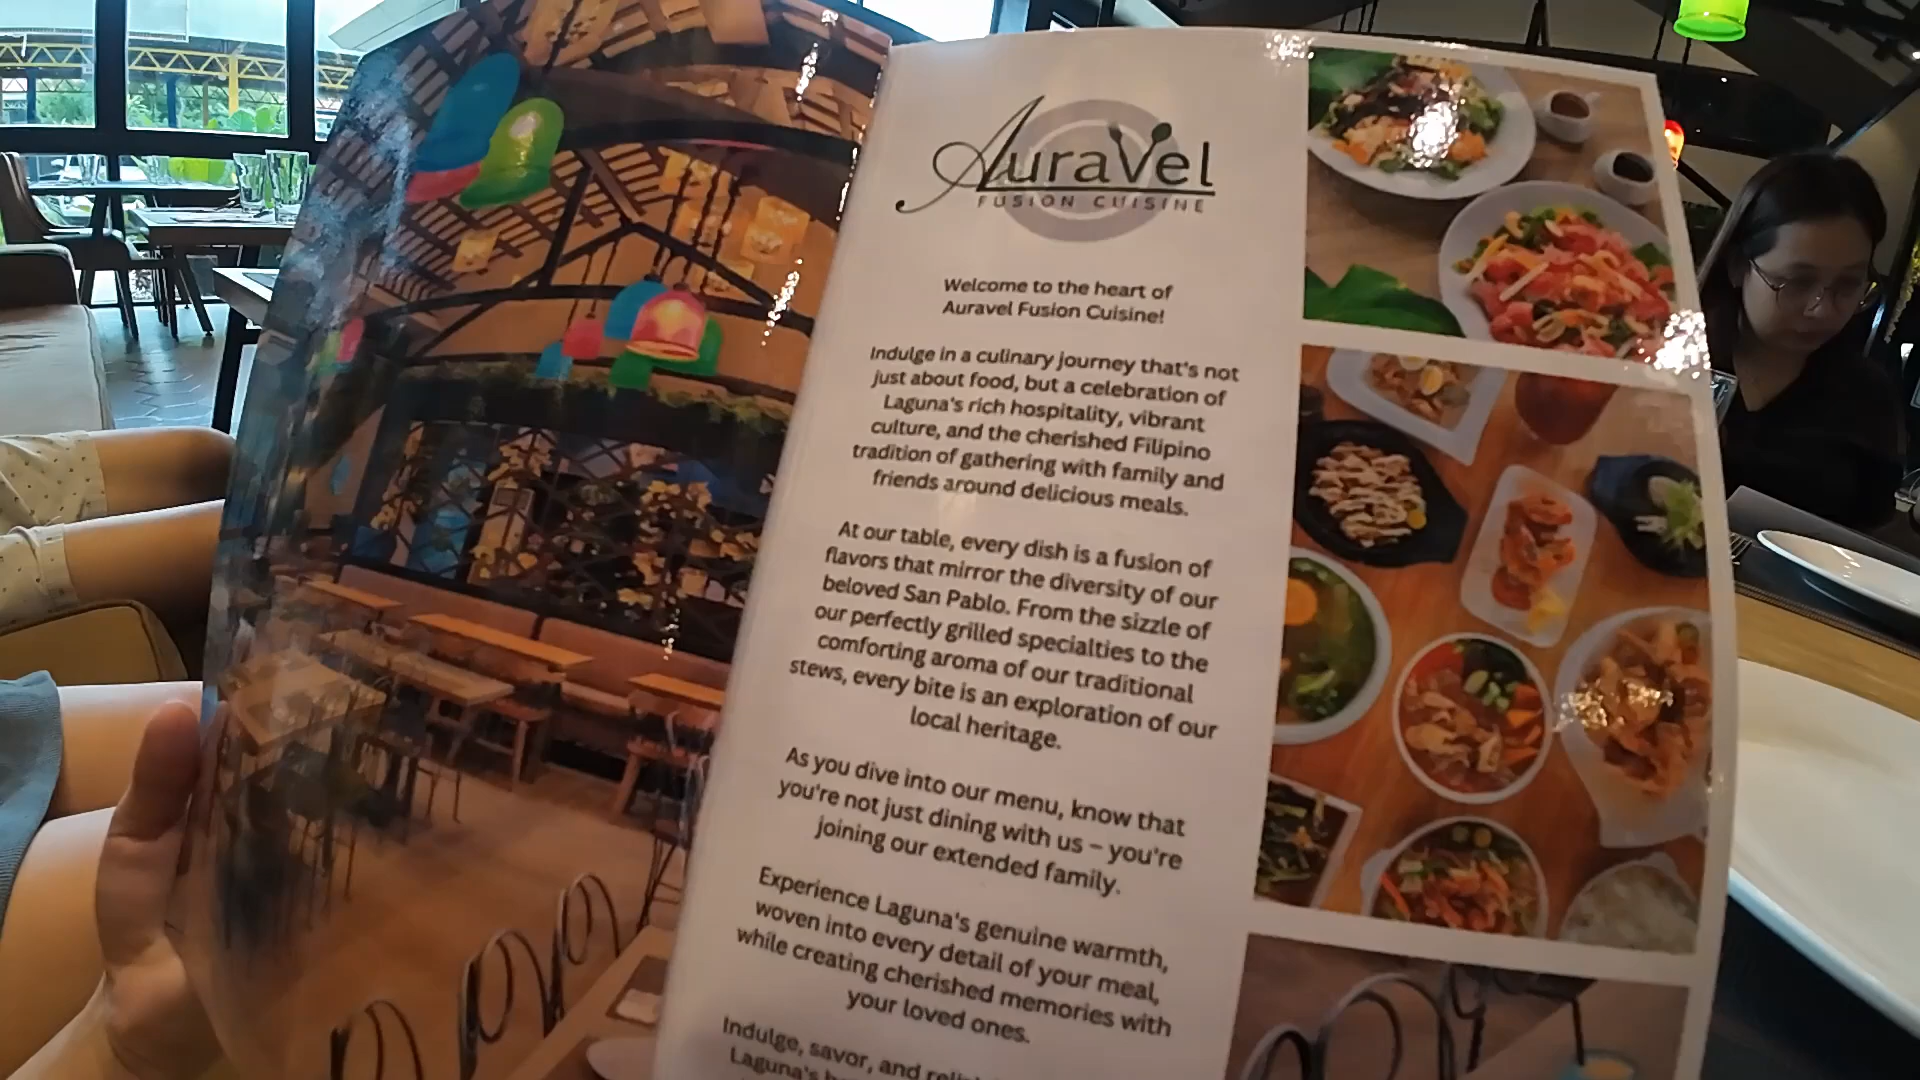 AuraVel
FUSION CUISINE
Welcome to the heart of
Auravel Fusion Cuisine!
Indulge in a culinary journey that's not
just about food, but a celebration of
Laguna's rich hospitality, vibrant
culture, and the cherished Filipino
tradition of gathering with family and
friends around delicious meals.
At our table, every dish is a fusion of
flavors that mirror the diversity of our
beloved San Pablo. From the sizzle of
our perfectly grilled specialties to the
comforting aroma of our traditional
stews, every bite is an exploration of our
local heritage.
As you dive into our menu, know that
you're not just dining with us – you're
joining our extended family.
Experience Laguna's genuine warmth,
woven into every detail of your meal,
while creating cherished memories with
your loved ones.
Indulge, savor, and
Laguna's